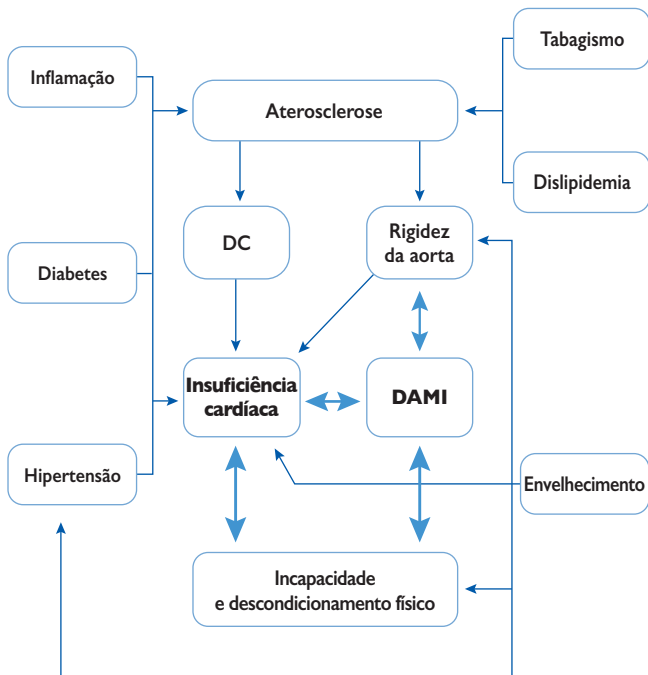 Tabagismo
Inflamação
Aterosclerose
Dislipidemia
DC
Rigidez
da aorta
Diabetes
Insuficiência
cardíaca
DAMI
Hipertensão
Envelhecimento
Incapacidade
e descondicionamento físico